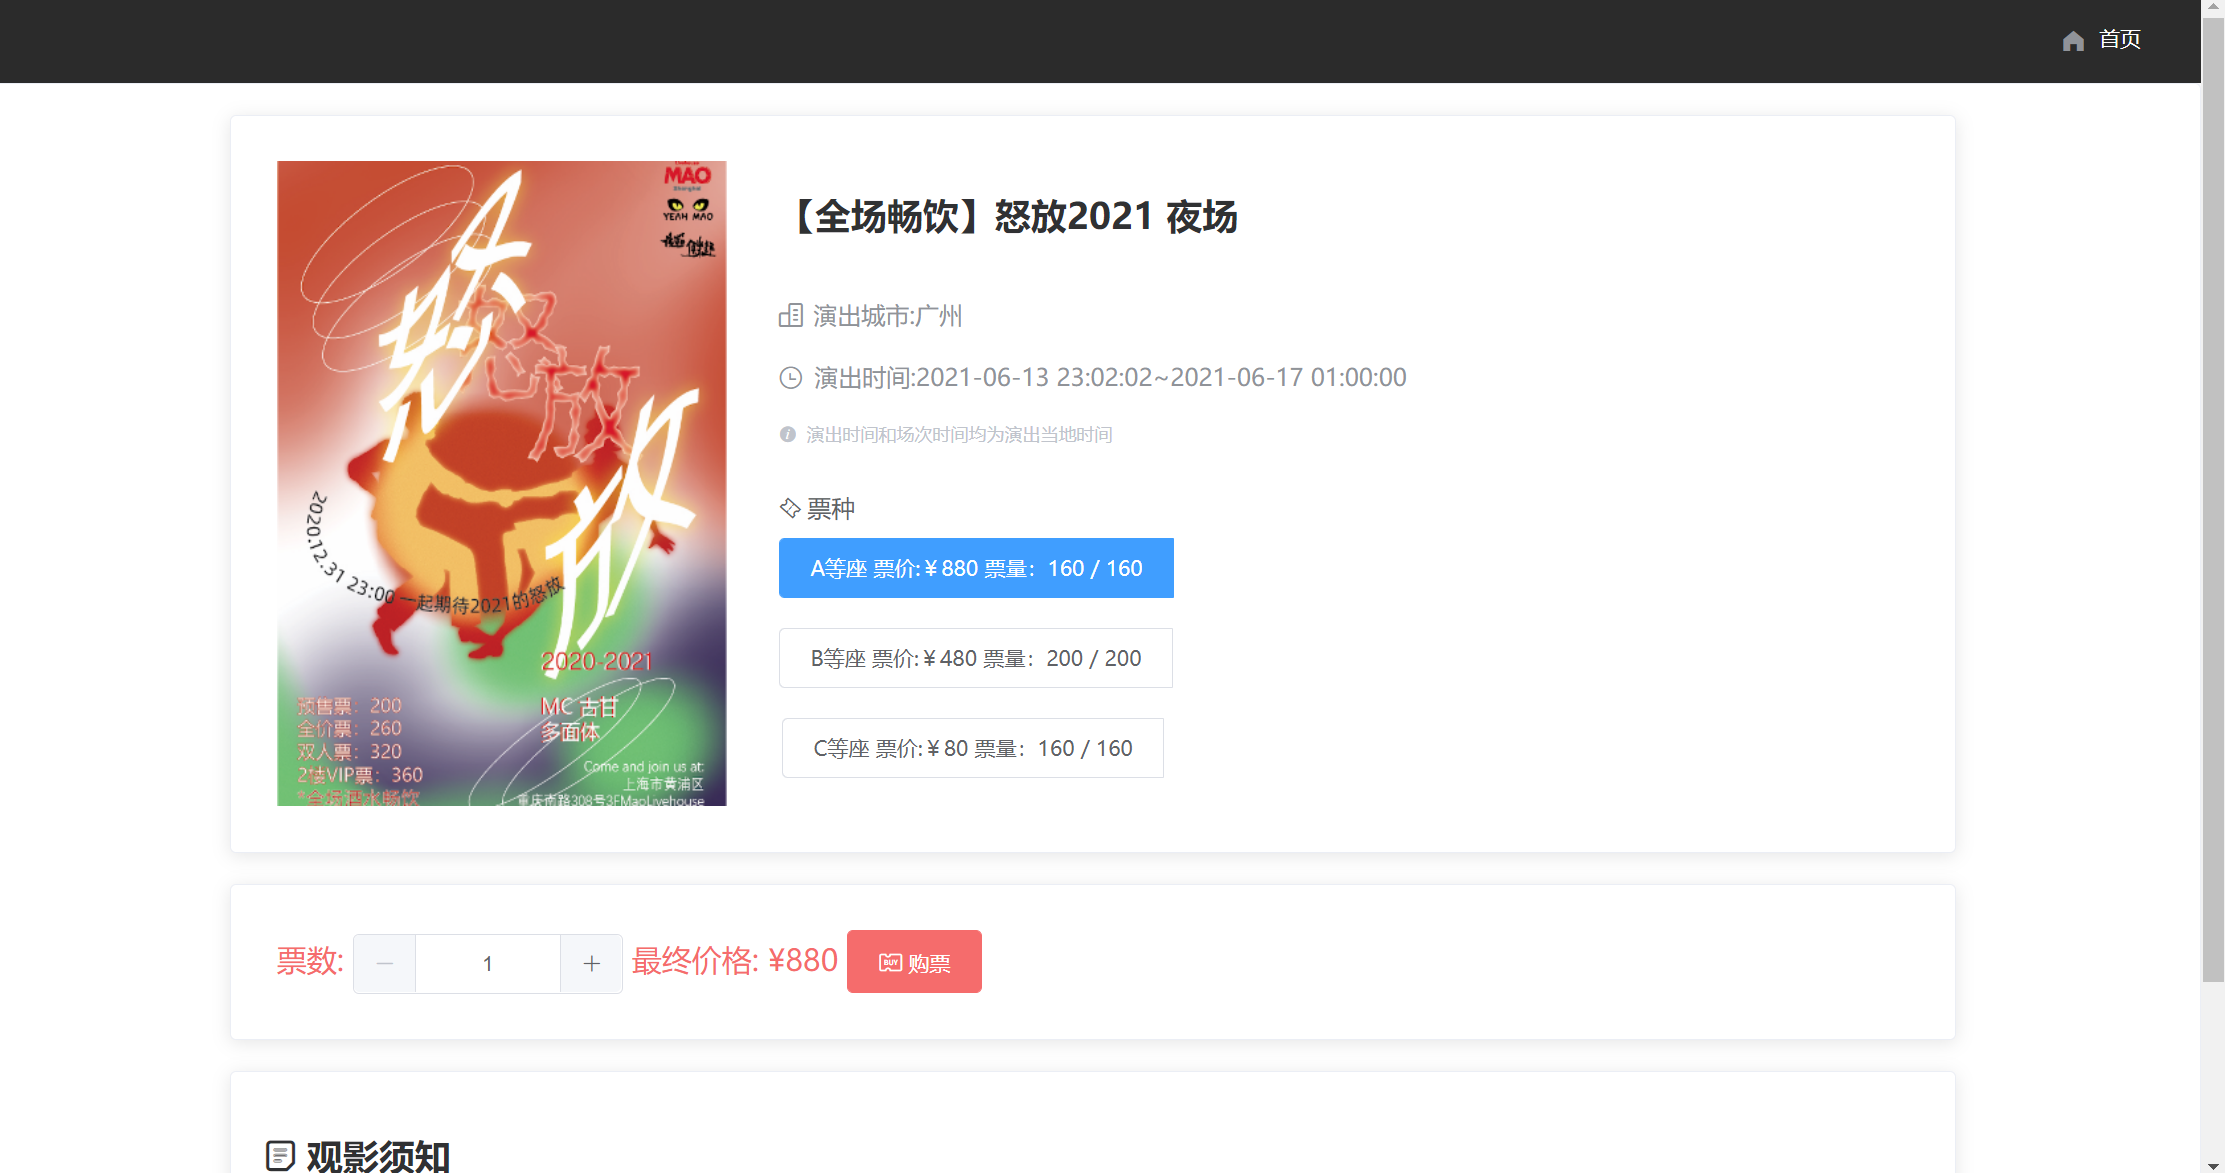 首页
MAO
Shanghai
YEAH MAO
【全场畅饮】怒放2021 夜场
怒放
怒放
演出城市:广州
演出时间:2021-06-13 23:02:02~2021-06-17 01:00:00
演出时间和场次时间均为演出当地时间
票种
A等座 票价:￥880 票量：160 / 160
2020.12.31 23:00 一起期待2021的怒放
B等座 票价:￥480 票量：200 / 200
2020-2021
预售票：200
全价票：260
双人票：320
2楼VIP票：360
*全场酒水畅饮
MC 古甘
多面体
C等座 票价:￥80 票量：160 / 160
Come and join us at:
上海市黄浦区
重庆南路308号3FMaoLivehouse
票数:
1
最终价格: ¥880
BUY 购票
观影须知